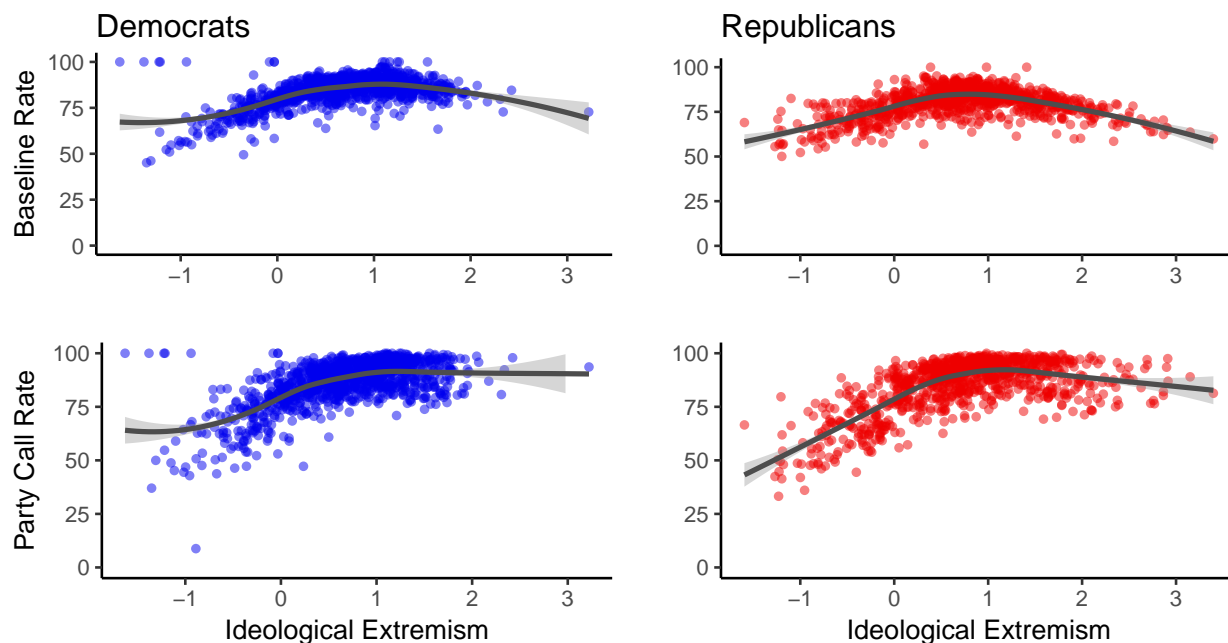 Democrats
Republicans
Baseline Rate
100
75
50
25
0
−1 0 1 2 3
100
75
50
25
0
−1 0 1 2 3
Party Call Rate
100
75
50
25
0
−1 0 1 2 3
Ideological Extremism
100
75
50
25
0
−1 0 1 2 3
Ideological Extremism